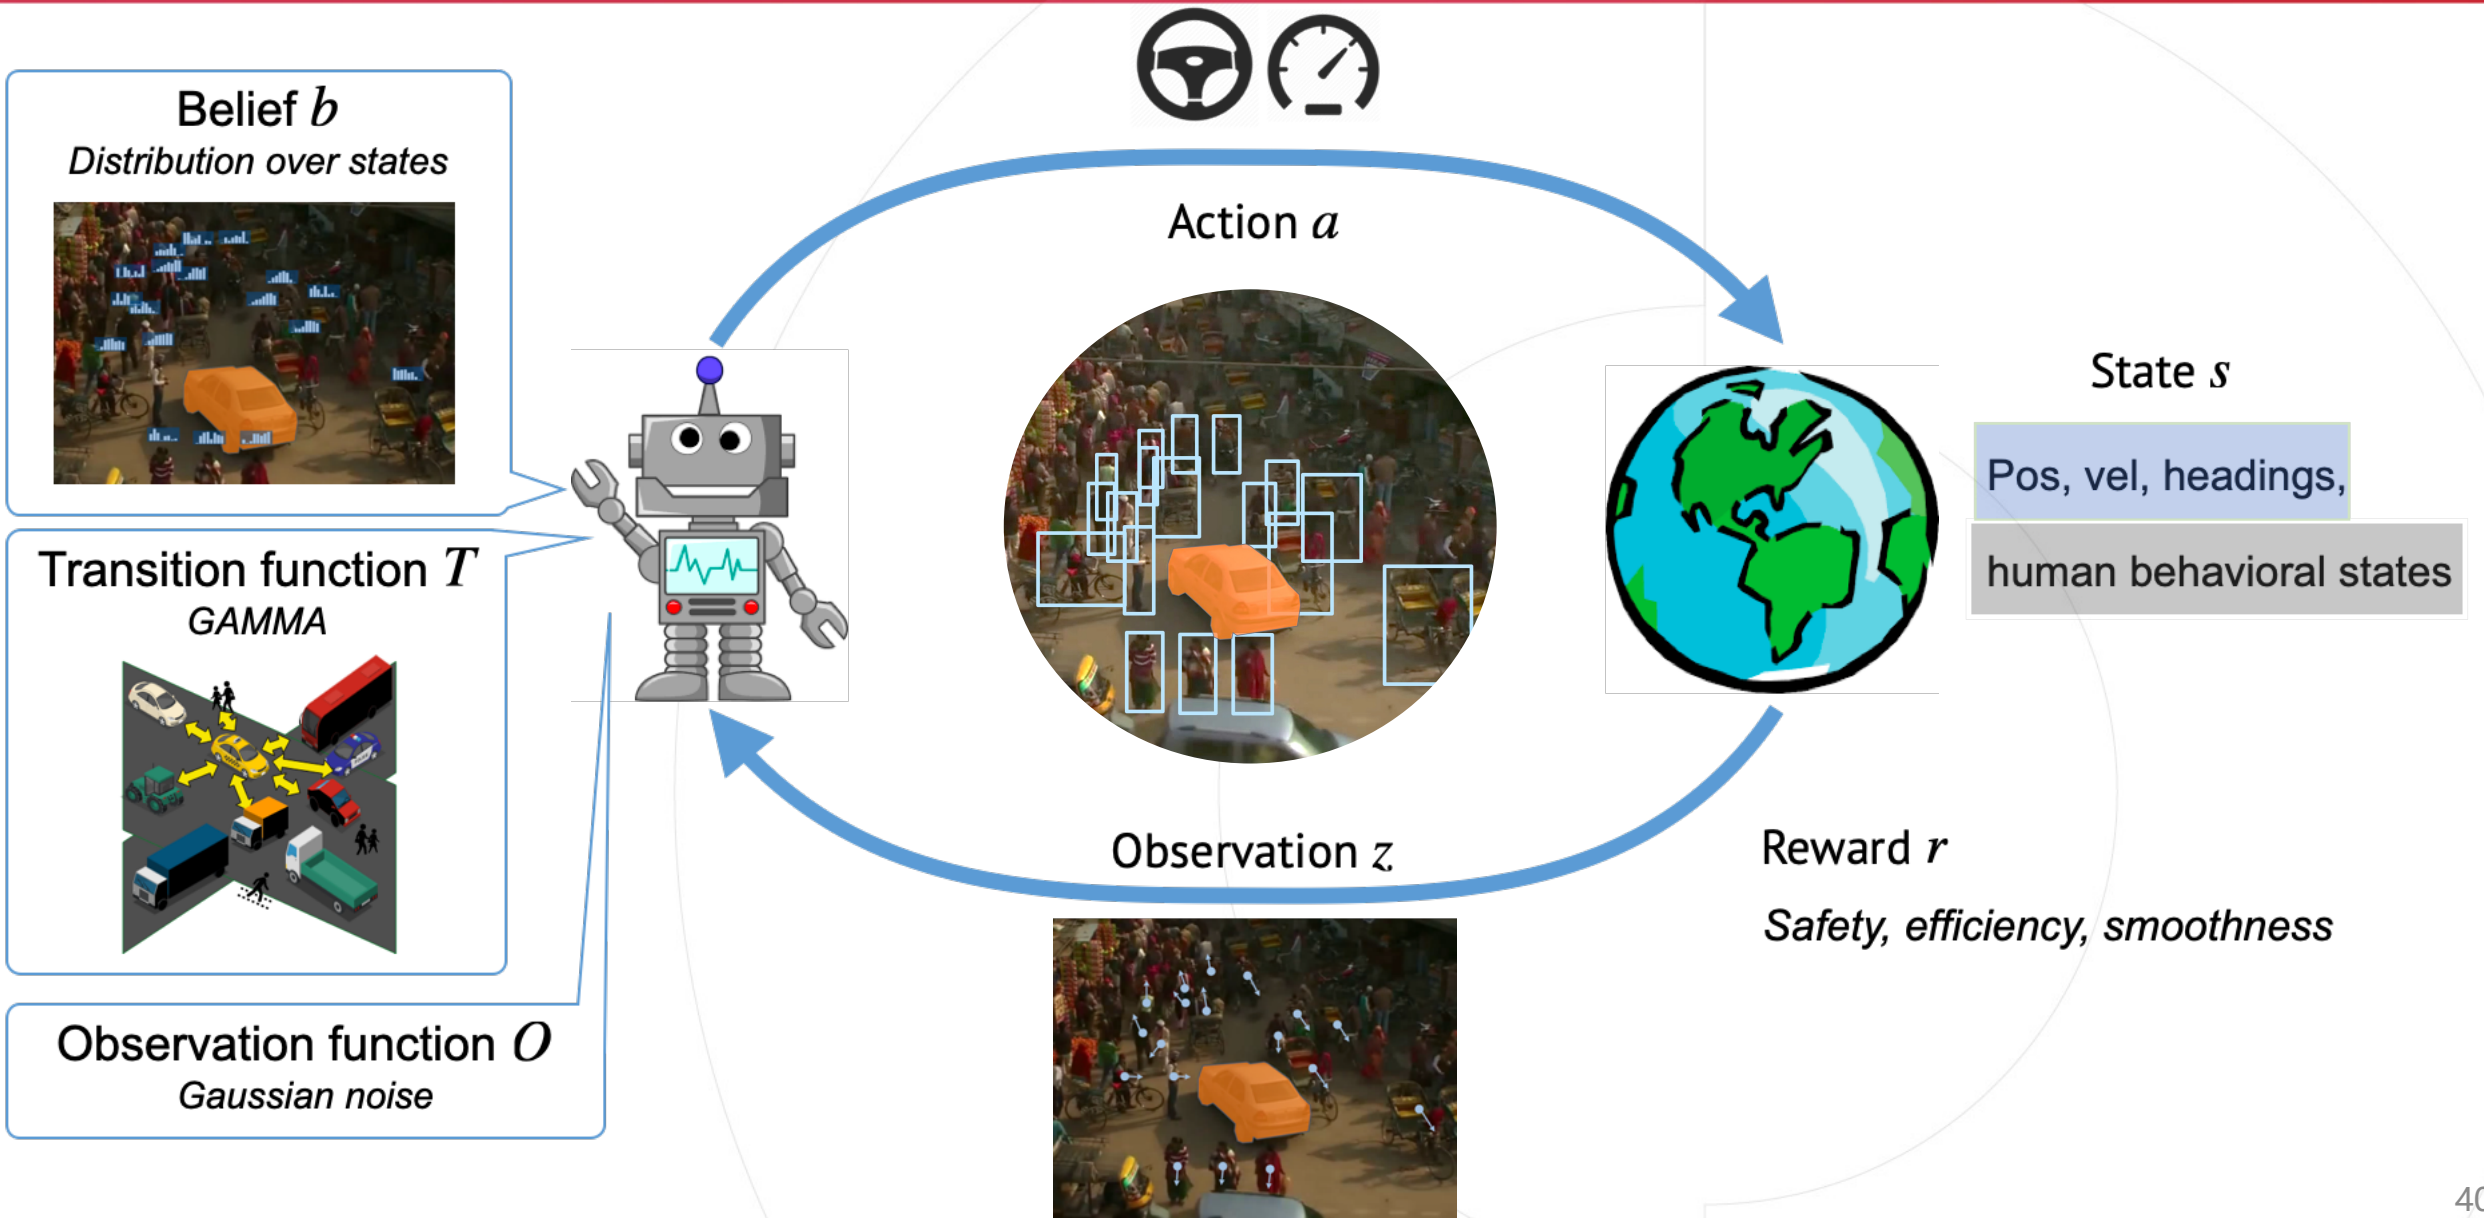 Belief b
Distribution over states
Transition function T
GAMMA
Observation function O
Gaussian noise
Action a
Observation z
State s
Pos, vel, headings,
human behavioral states
Reward r
Safety, efficiency, smoothness
40